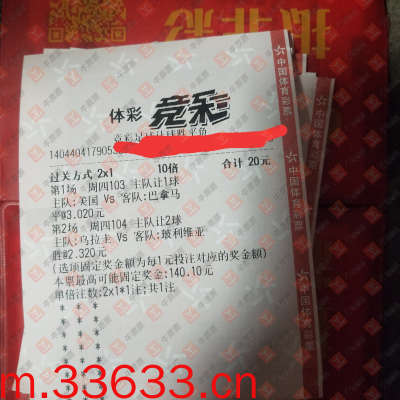 中国体育彩票
体彩 竞彩
竞彩足球让球胜平负
1404404179053
过关方式 2x1 10倍 合计 20元
第1场 周四103 主队让1球
主队:美国 Vs 客队:巴拿马
平@3.020元
第2场 周四104 主队让2球
主队:乌拉圭 Vs 客队:玻利维亚
胜@2.320元
(选项固定奖金额为每1元投注对应的奖金额)
本票最高可能固定奖金:140.10元
单倍注数:2x1*1注;共1注
中国体育彩票
m.33633.cn